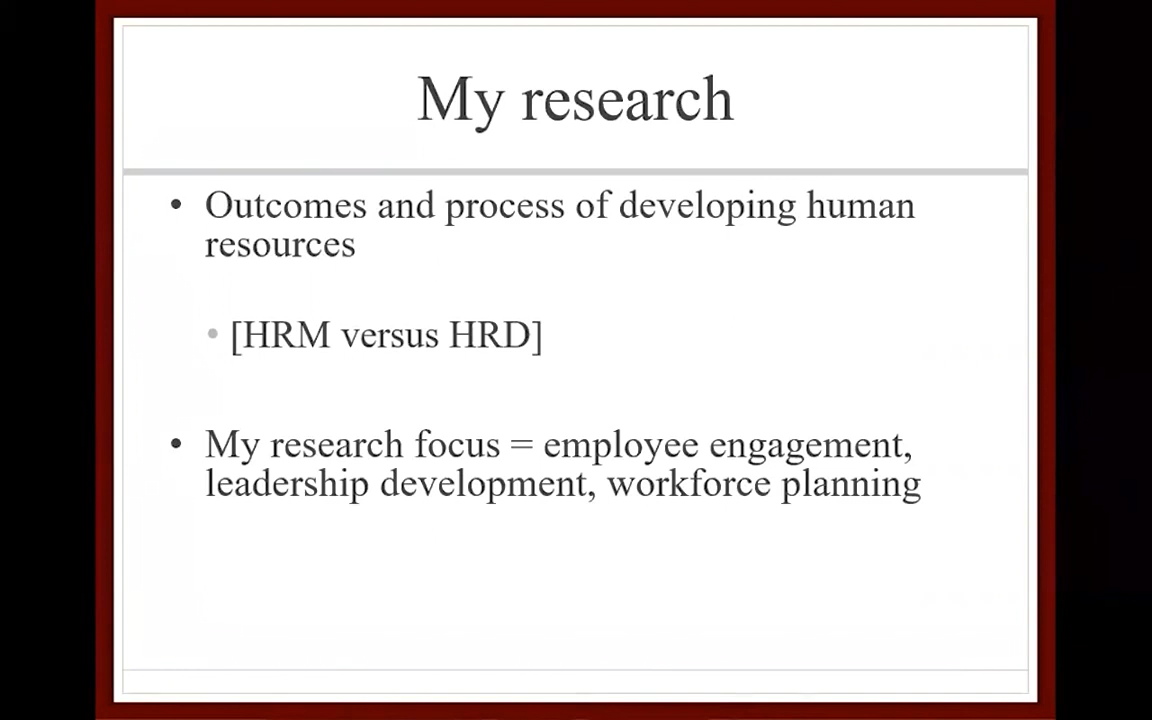 My research
• Outcomes and process of developing human
resources
• [HRM versus HRD]
• My research focus = employee engagement,
leadership development, workforce planning